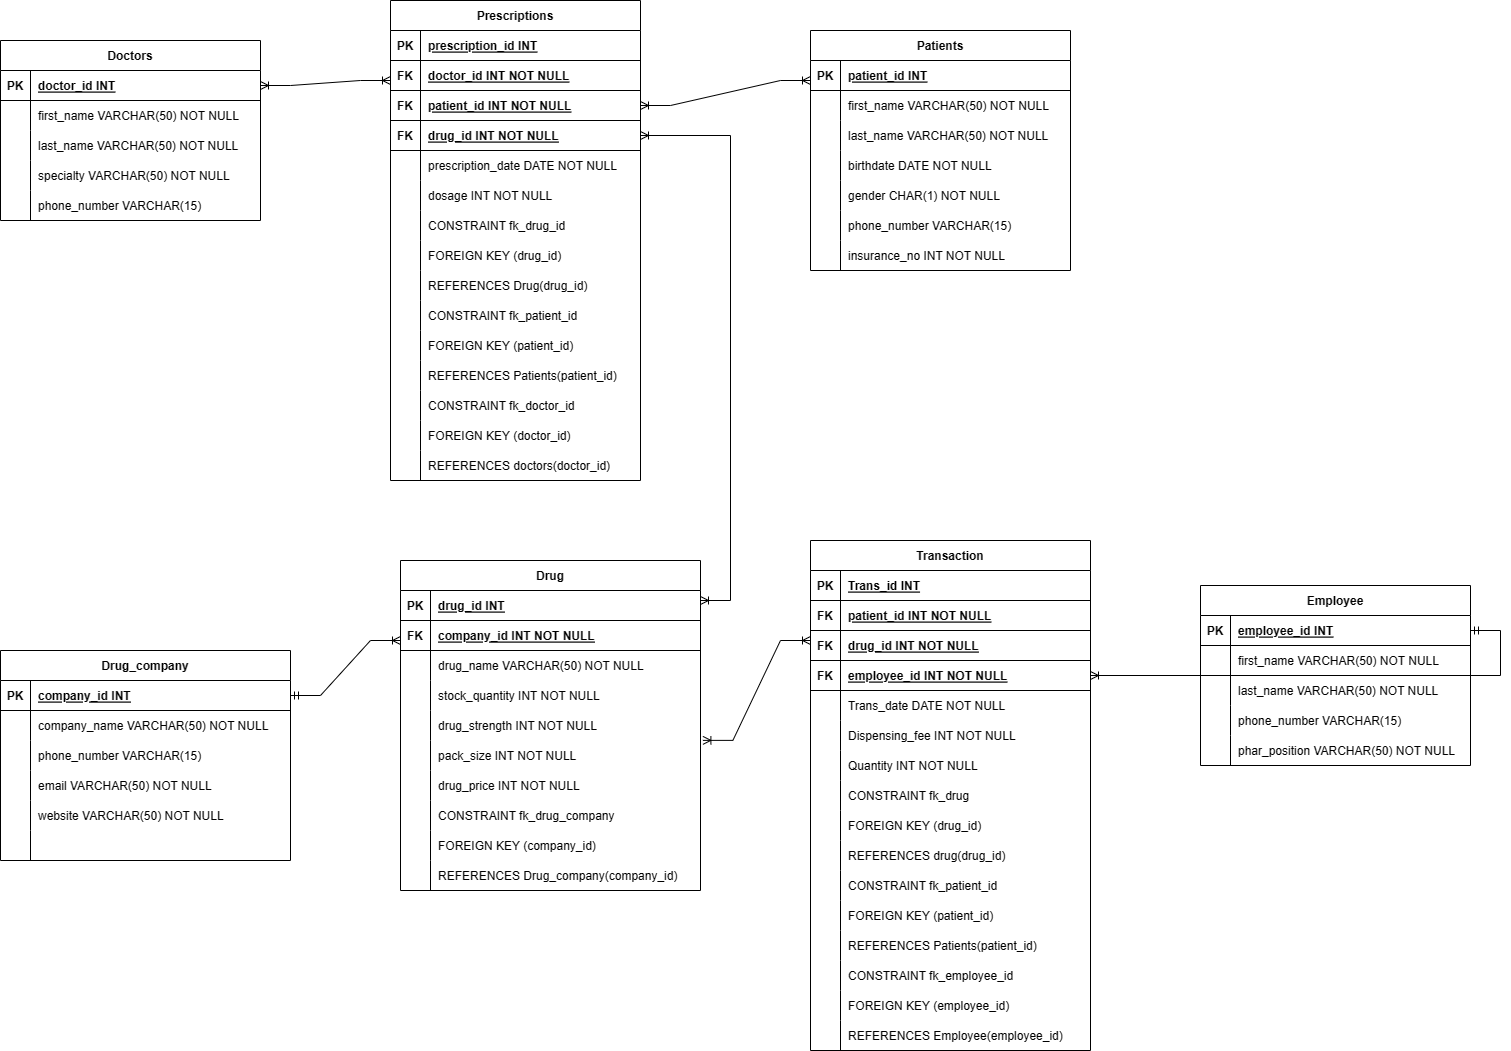 Doctors
PK doctor_id INT
first_name VARCHAR(50) NOT NULL
last_name VARCHAR(50) NOT NULL
specialty VARCHAR(50) NOT NULL
phone_number VARCHAR(15)
Prescriptions
PK prescription_id INT
FK doctor_id INT NOT NULL
FK patient_id INT NOT NULL
FK drug_id INT NOT NULL
prescription_date DATE NOT NULL
dosage INT NOT NULL
CONSTRAINT fk_drug_id
FOREIGN KEY (drug_id)
REFERENCES Drug(drug_id)
CONSTRAINT fk_patient_id
FOREIGN KEY (patient_id)
REFERENCES Patients(patient_id)
CONSTRAINT fk_doctor_id
FOREIGN KEY (doctor_id)
REFERENCES doctors(doctor_id)
Patients
PK patient_id INT
first_name VARCHAR(50) NOT NULL
last_name VARCHAR(50) NOT NULL
birthdate DATE NOT NULL
gender CHAR(1) NOT NULL
phone_number VARCHAR(15)
insurance_no INT NOT NULL
Drug_company
PK company_id INT
company_name VARCHAR(50) NOT NULL
phone_number VARCHAR(15)
email VARCHAR(50) NOT NULL
website VARCHAR(50) NOT NULL
Drug
PK drug_id INT
FK company_id INT NOT NULL
drug_name VARCHAR(50) NOT NULL
stock_quantity INT NOT NULL
drug_strength INT NOT NULL
pack_size INT NOT NULL
drug_price INT NOT NULL
CONSTRAINT fk_drug_company
FOREIGN KEY (company_id)
REFERENCES Drug_company(company_id)
Transaction
PK Trans_id INT
FK patient_id INT NOT NULL
FK drug_id INT NOT NULL
FK employee_id INT NOT NULL
Trans_date DATE NOT NULL
Dispensing_fee INT NOT NULL
Quantity INT NOT NULL
CONSTRAINT fk_drug
FOREIGN KEY (drug_id)
REFERENCES drug(drug_id)
CONSTRAINT fk_patient_id
FOREIGN KEY (patient_id)
REFERENCES Patients(patient_id)
CONSTRAINT fk_employee_id
FOREIGN KEY (employee_id)
REFERENCES Employee(employee_id)
Employee
PK employee_id INT
first_name VARCHAR(50) NOT NULL
last_name VARCHAR(50) NOT NULL
phone_number VARCHAR(15)
phar_position VARCHAR(50) NOT NULL